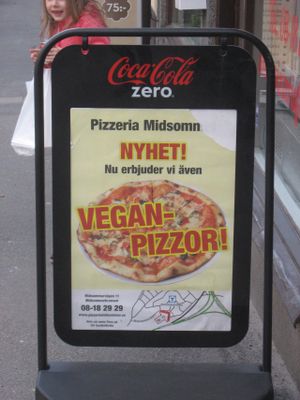 75:-
Coca-Cola
zero
Pizzeria Midsomn
NYHET!
Nu erbjuder vi även
VEGAN-
PIZZOR!
08-18 29 29